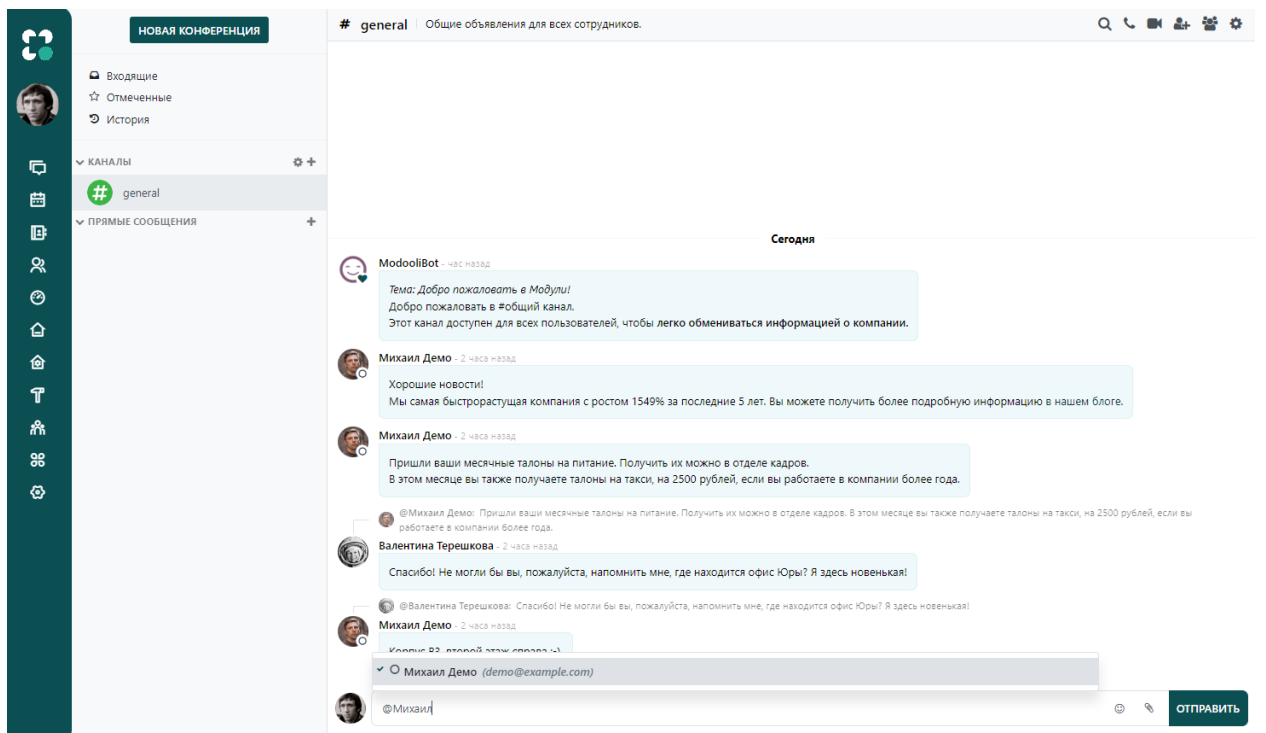 НОВАЯ КОНФЕРЕНЦИЯ
Входящие
Отмеченные
История
КАНАЛЫ
general
ПРЯМЫЕ СООБЩЕНИЯ
# general Общие объявления для всех сотрудников.
Сегодня
ModooliBot - час назад
Тема: Добро пожаловать в Модули!
Добро пожаловать в #общий канал.
Этот канал доступен для всех пользователей, чтобы легко обмениваться информацией о компании.
Михаил Демо - 2 часа назад
Хорошие новости!
Мы самая быстрорастущая компания с ростом 1549% за последние 5 лет. Вы можете получить более подробную информацию в нашем блоге.
Михаил Демо - 2 часа назад
Пришли ваши месячные талоны на питание. Получить их можно в отделе кадров.
В этом месяце вы также получаете талоны на такси, на 2500 рублей, если вы работаете в компании более года.
@Михаил Демо: Пришли ваши месячные талоны на питание. Получить их можно в отделе кадров. В этом месяце вы также получаете талоны на такси, на 2500 рублей, если вы
работаете в компании более года.
Валентина Терешкова - 2 часа назад
Спасибо! Не могли бы вы, пожалуйста, напомнить мне, где находится офис Юры? Я здесь новенькая!
@Валентина Терешкова: Спасибо! Не могли бы вы, пожалуйста, напомнить мне, где находится офис Юры? Я здесь новенькая!
Михаил Демо - 2 часа назад
Корпус В3, второй этаж справа :-)
Михаил Демо (demo@example.com)
@Михаил
ОТПРАВИТЬ